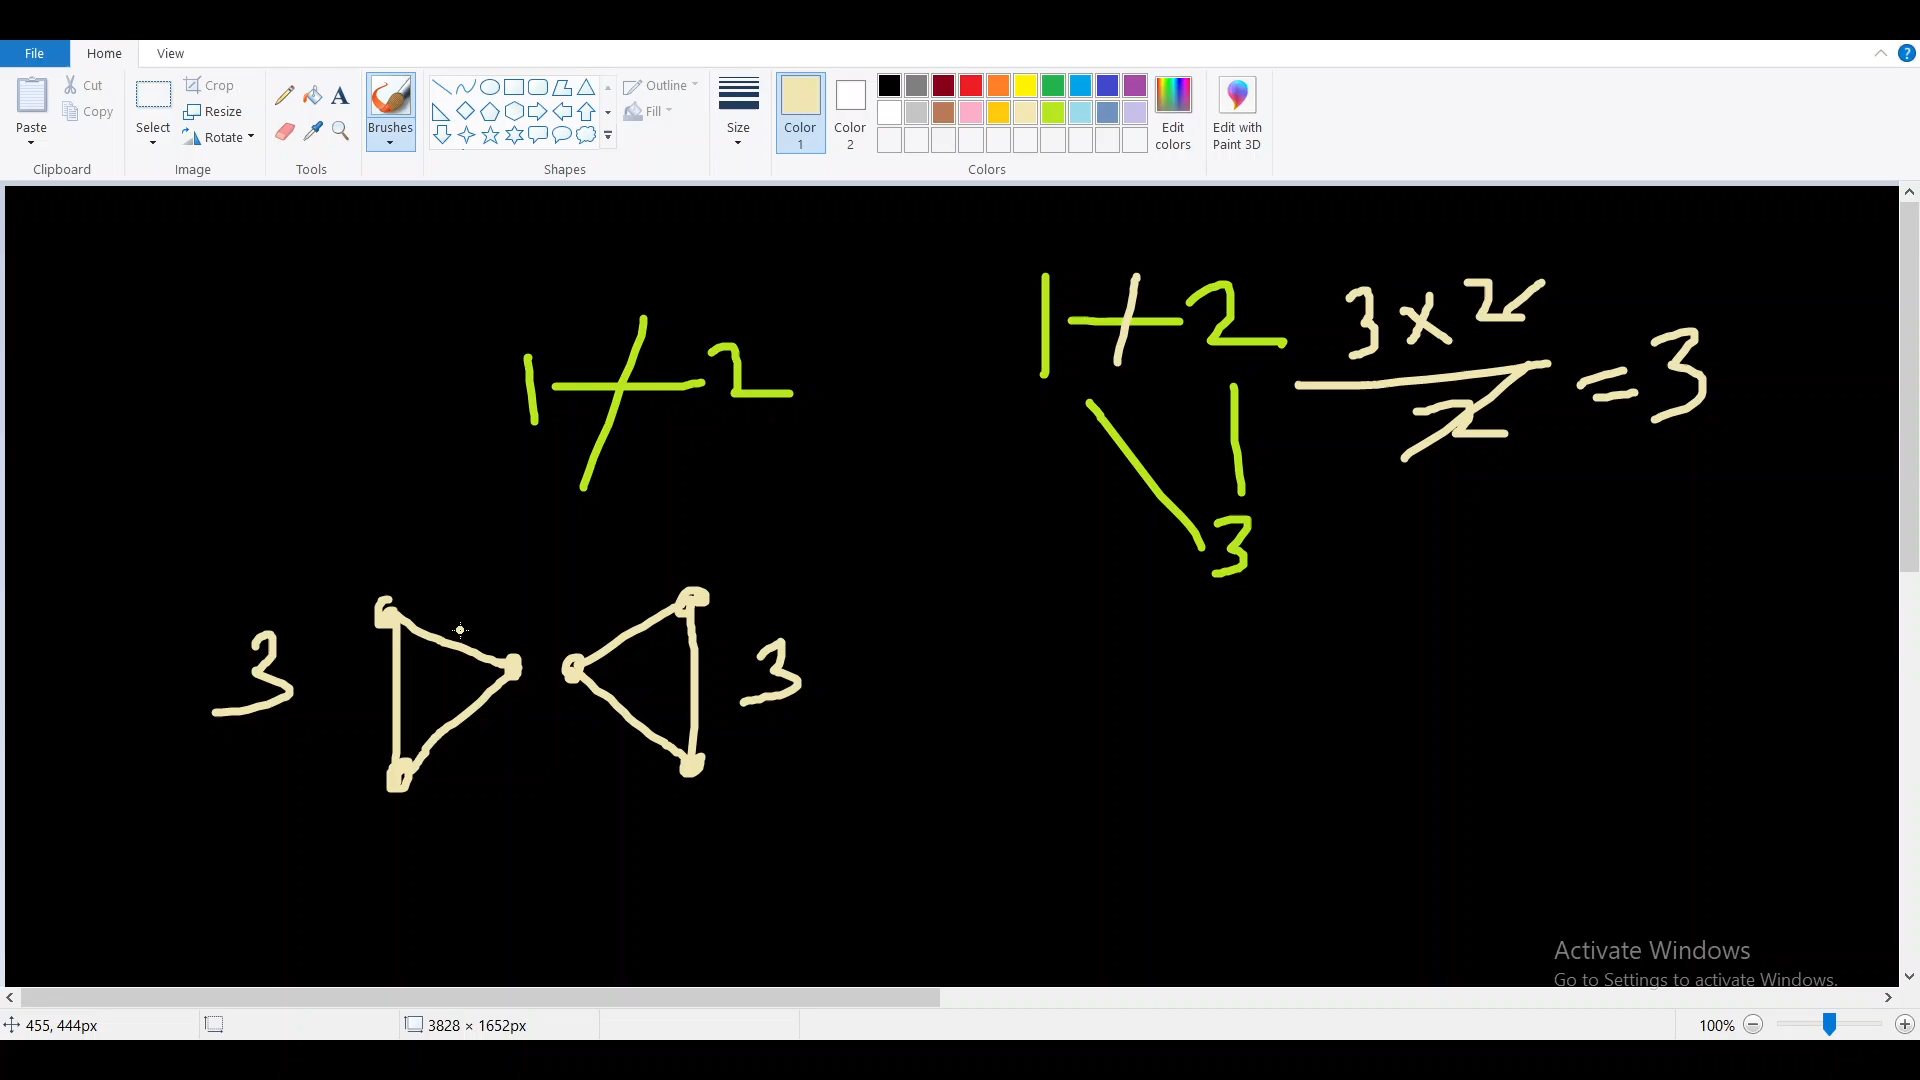 File Home View
Paste Cut Copy Clipboard
Select Crop Resize Rotate Image
A Tools
Brushes
Shapes
Outline Fill
Size
Color 1
Color 2
Edit colors
Colors
Edit with Paint 3D
?
1+2
1+2
3×2
2
=3
3
3
3
Activate Windows
Go to Settings to activate Windows.
455, 444px
3828 × 1652px
100%